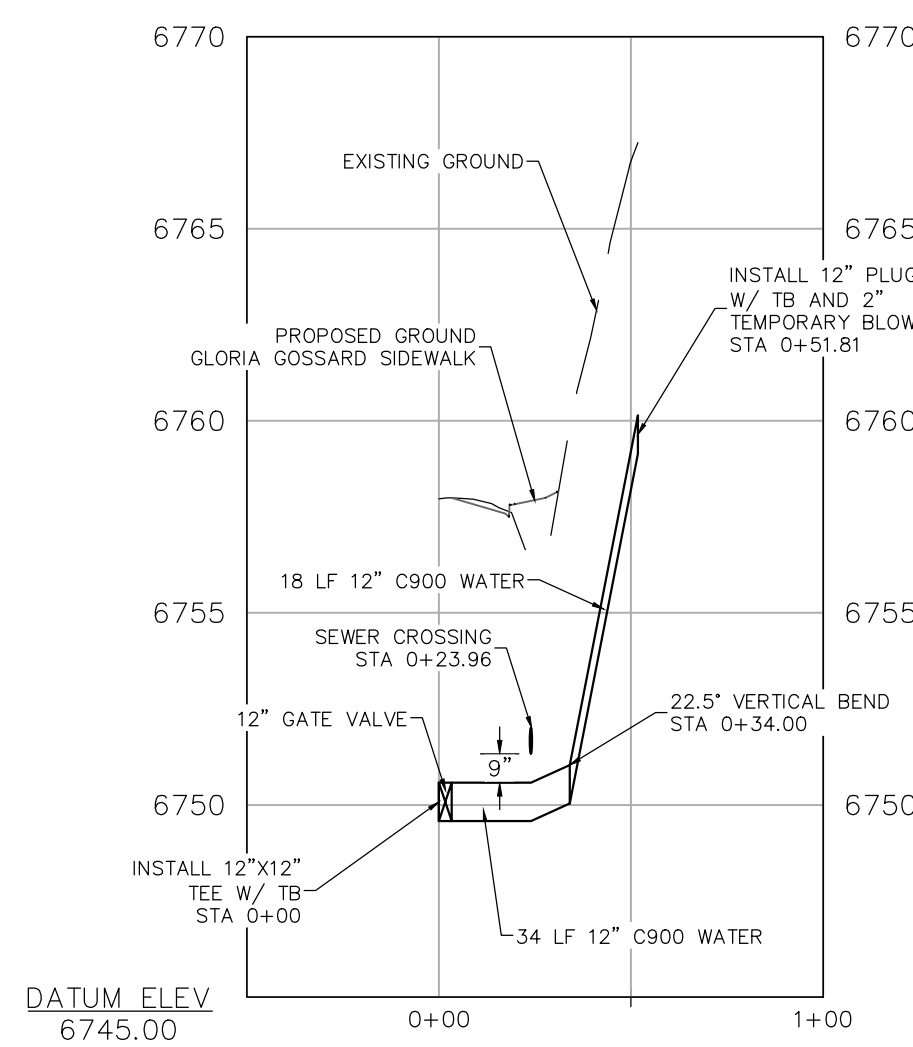 6770
6770
EXISTING GROUND
6765
6765
INSTALL 12" PLUG
W/ TB AND 2"
TEMPORARY BLOW
STA 0+51.81
PROPOSED GROUND
GLORIA GOSSARD SIDEWALK
6760
6760
18 LF 12" C900 WATER
6755
6755
SEWER CROSSING
STA 0+23.96
22.5° VERTICAL BEND
STA 0+34.00
12" GATE VALVE
9"
6750
6750
INSTALL 12"X12"
TEE W/ TB
STA 0+00
34 LF 12" C900 WATER
DATUM ELEV
6745.00
0+00
1+00